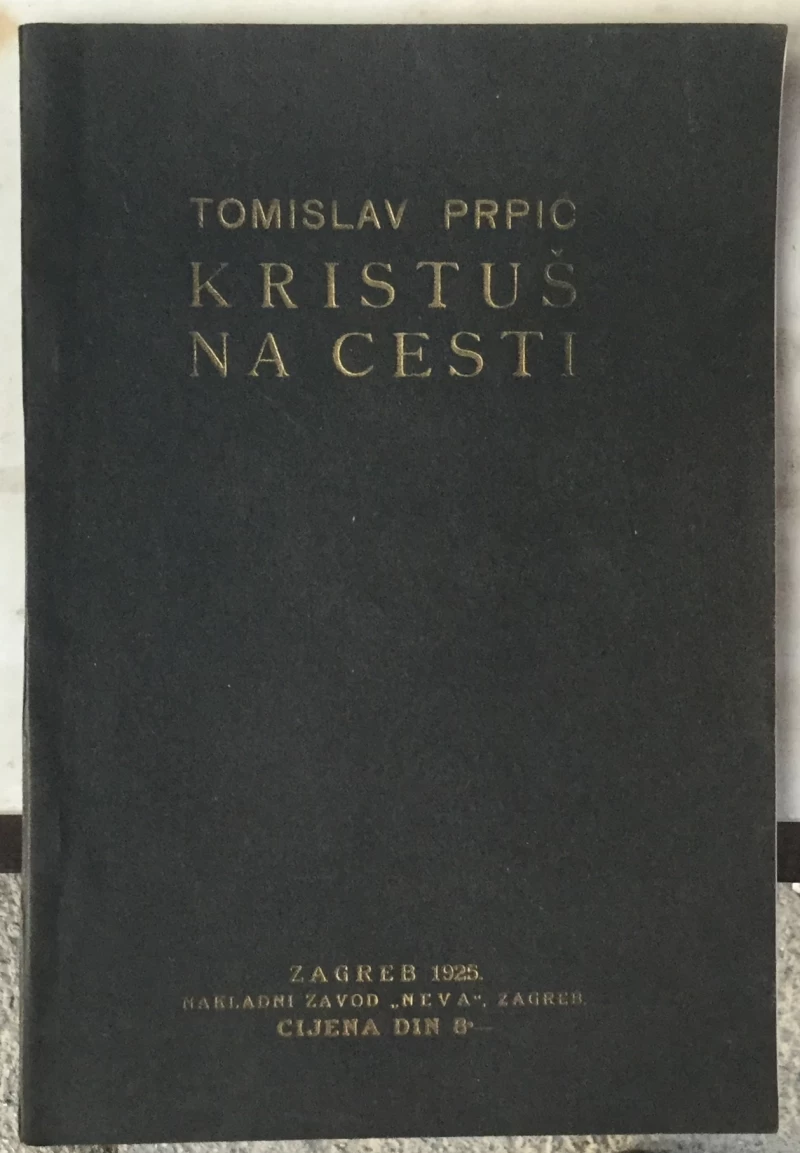 TOMISLAV PRPIĆ
KRISTUŠ
NA CESTI
ZAGREB 1925.
NAKLADNI ZAVOD „NEVA“, ZAGREB.
CIJENA DIN 8·—